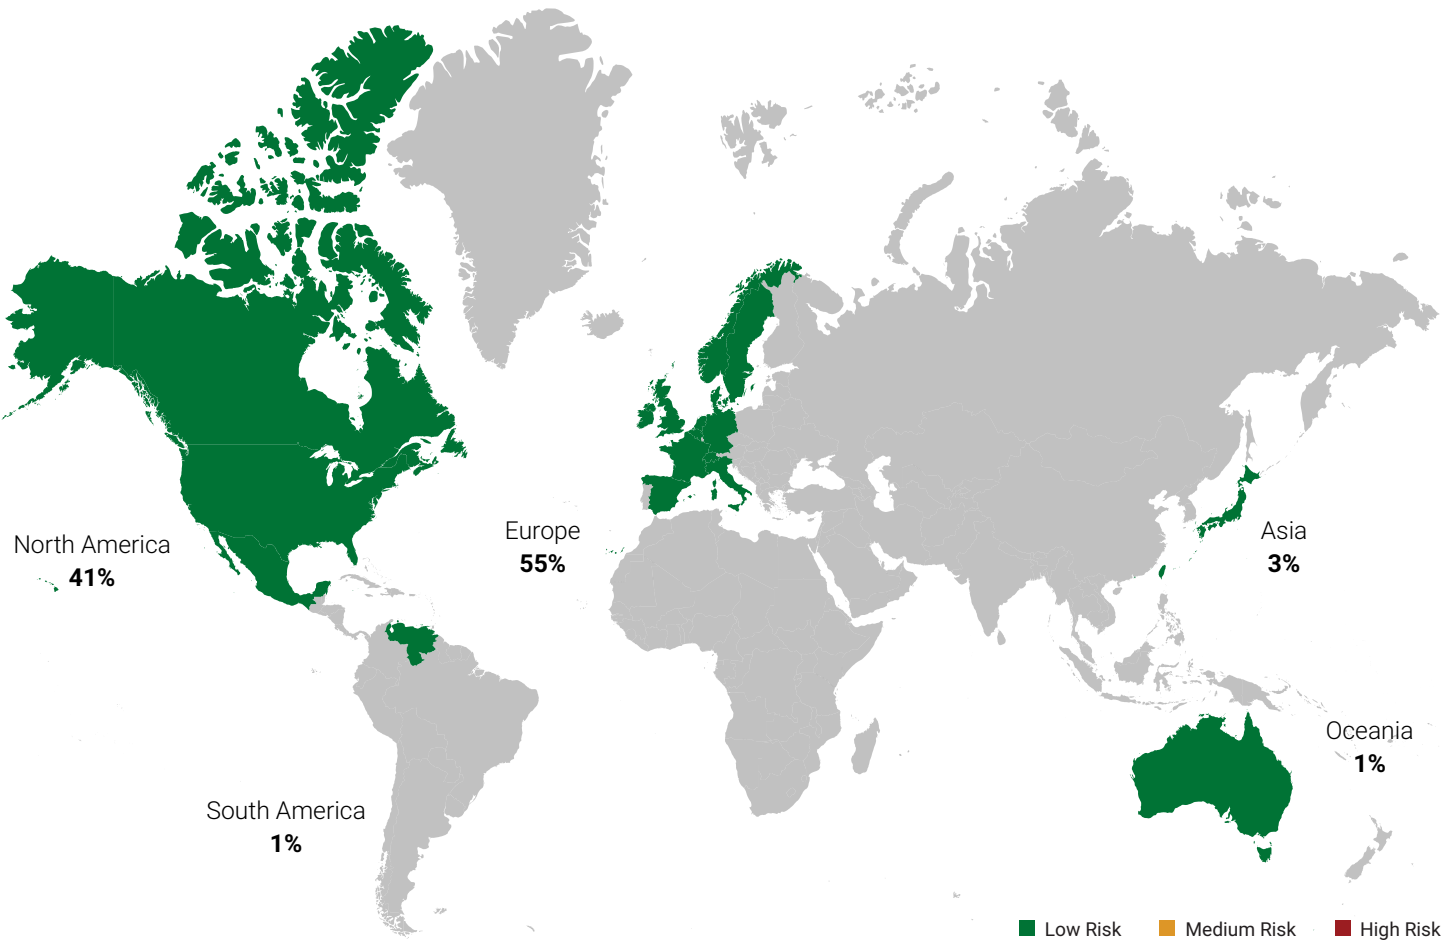 North America
41%
Europe
55%
Asia
3%
Oceania
1%
South America
1%
Low Risk
Medium Risk
High Risk